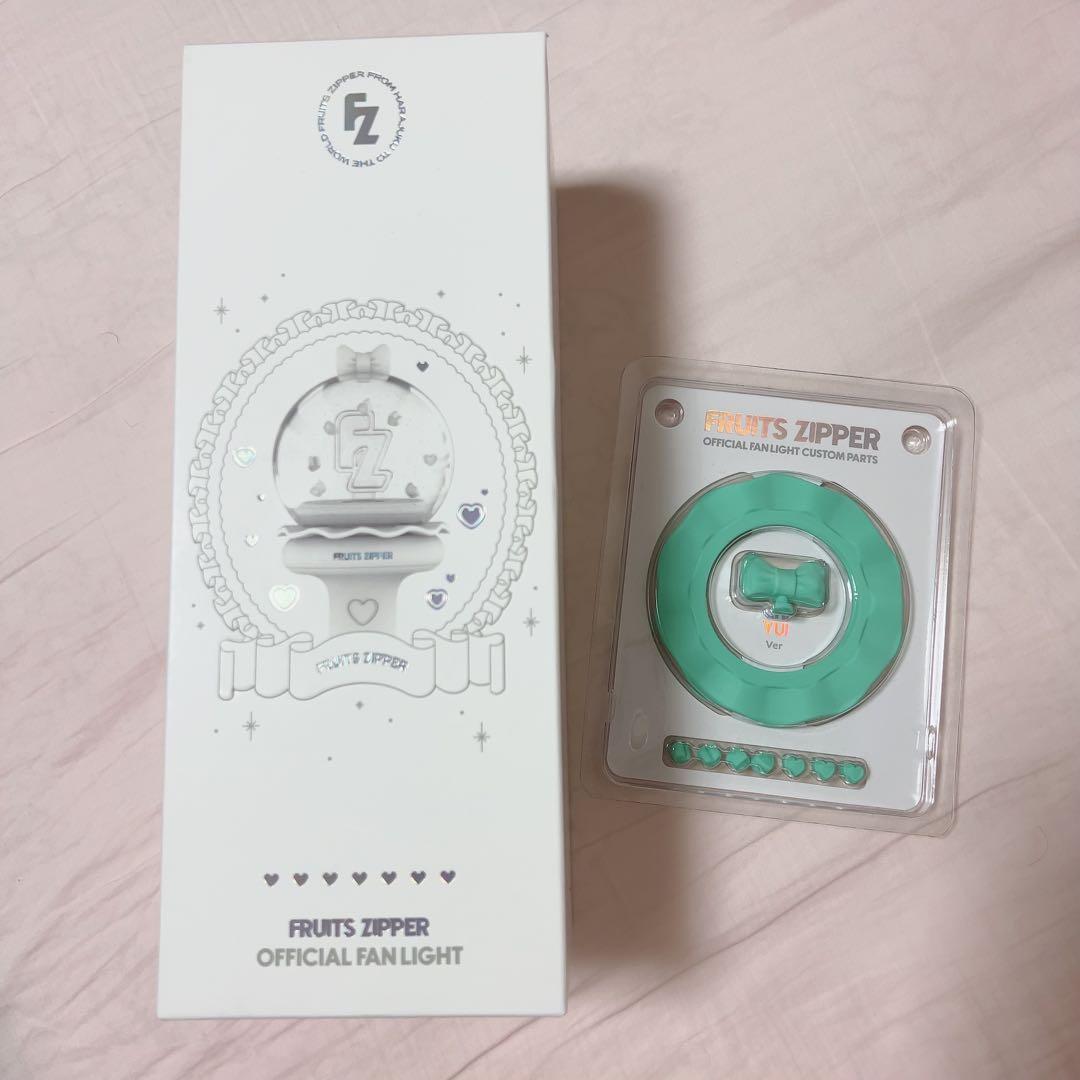 FRUITS ZIPPER FROM HARAJUKU TO THE WORLD
FZ
FZ
FRUITS ZIPPER
FRUITS ZIPPER
FRUITS ZIPPER
OFFICIAL FAN LIGHT
FRUITS ZIPPER
OFFICIAL FAN LIGHT CUSTOM PARTS
YUI
Ver